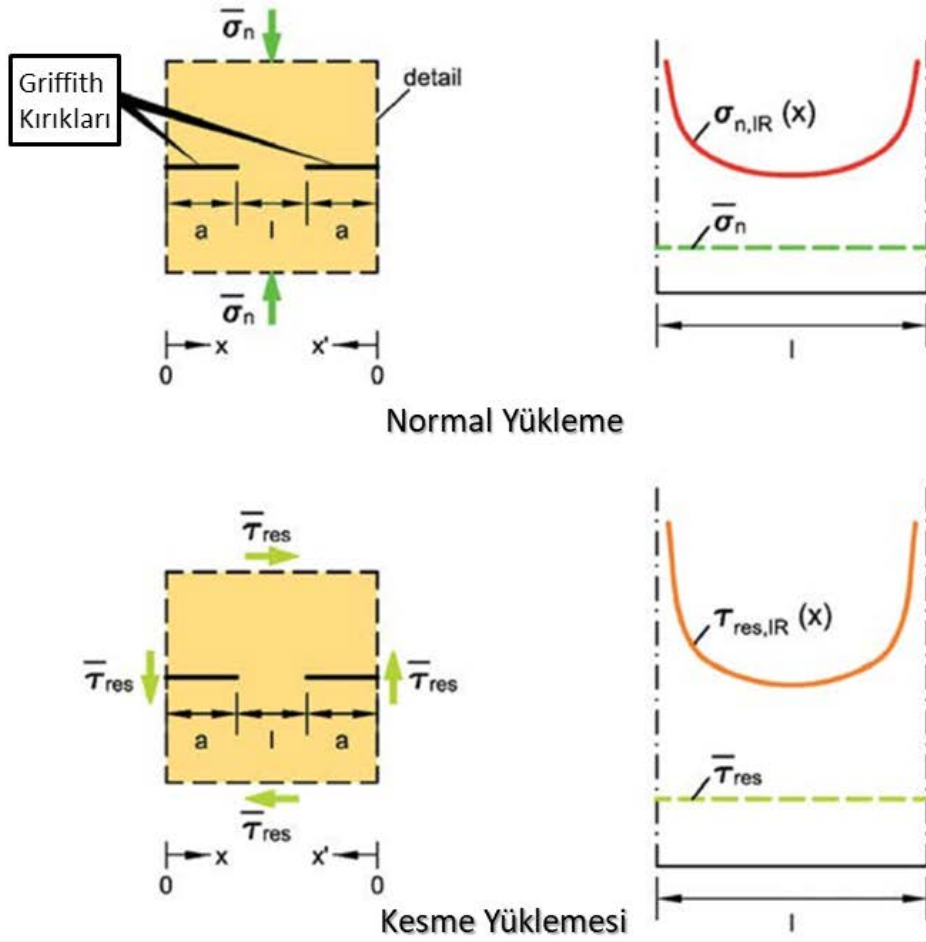 σ̅n
Griffith
Kırıkları
detail
a
l
a
σ̅n
x
x'
0
0
σn,IR (x)
σ̅n
l
Normal Yükleme
τ̅res
τ̅res
τ̅res
a
l
a
τ̅res
x
x'
0
0
τres,IR (x)
τ̅res
l
Kesme Yüklemesi